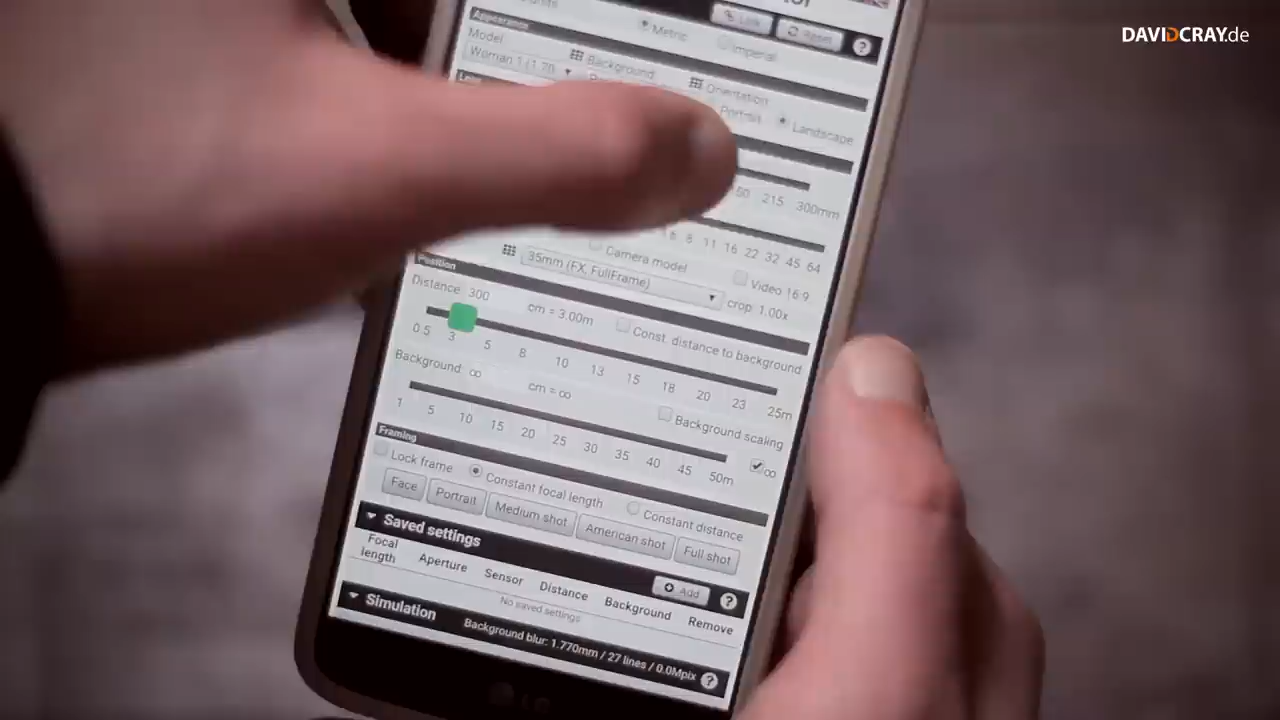 DAVIDCRAY.de
Link
Reset
?
Metric
Imperial
Appearance
Model
Background
Orientation
Woman 1 (1.70
Portrait
Landscape
50 215 300mm
8 11 16 22 32 45 64
Camera model
Video 16:9
35mm (FX, FullFrame)
crop: 1.00x
Position
Distance: 300
cm = 3.00m
Const. distance to background
0.5 3 5 8 10 13 15 18 20 23 25m
Background: ∞
cm = ∞
Background scaling
1 5 10 15 20 25 30 35 40 45 50m
∞
Framing
Lock frame
Constant focal length
Constant distance
Face
Portrait
Medium shot
American shot
Full shot
Saved settings
Add
?
Focal length
Aperture
Sensor
Distance
Background
Remove
No saved settings
Simulation
Background blur: 1.770mm / 27 lines / 0.0Mpix
?
LG